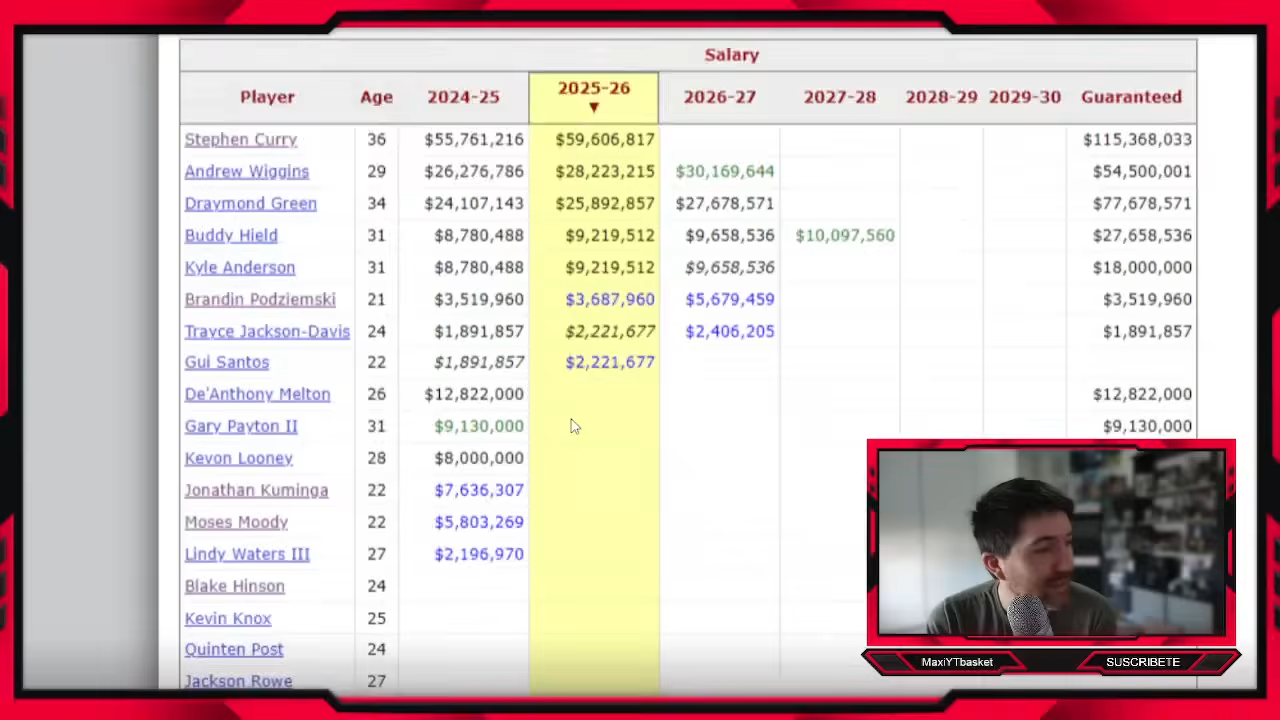 Salary
Player Age 2024-25 2025-26 ▼ 2026-27 2027-28 2028-29 2029-30 Guaranteed
Stephen Curry 36 $55,761,216 $59,606,817 $115,368,033
Andrew Wiggins 29 $26,276,786 $28,223,215 $30,169,644 $54,500,001
Draymond Green 34 $24,107,143 $25,892,857 $27,678,571 $77,678,571
Buddy Hield 31 $8,780,488 $9,219,512 $9,658,536 $10,097,560 $27,658,536
Kyle Anderson 31 $8,780,488 $9,219,512 $9,658,536 $18,000,000
Brandin Podziemski 21 $3,519,960 $3,687,960 $5,679,459 $3,519,960
Trayce Jackson-Davis 24 $1,891,857 $2,221,677 $2,406,205 $1,891,857
Gui Santos 22 $1,891,857 $2,221,677
De'Anthony Melton 26 $12,822,000 $12,822,000
Gary Payton II 31 $9,130,000 $9,130,000
Kevon Looney 28 $8,000,000
Jonathan Kuminga 22 $7,636,307
Moses Moody 22 $5,803,269
Lindy Waters III 27 $2,196,970
Blake Hinson 24
Kevin Knox 25
Quinten Post 24
Jackson Rowe 27
MaxiYTbasket SUSCRIBETE